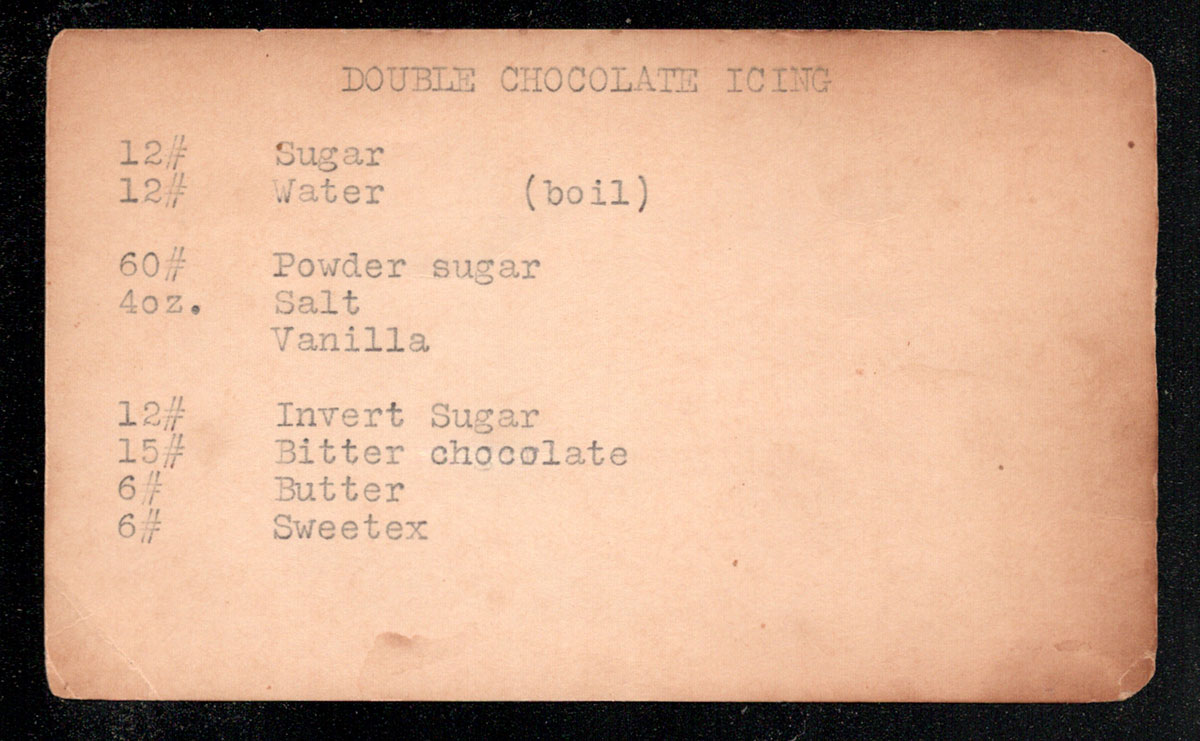 DOUBLE CHOCOLATE ICING
12# Sugar
12# Water (boil)
60# Powder sugar
4oz. Salt
Vanilla
12# Invert Sugar
15# Bitter chocolate
6# Butter
6# Sweetex